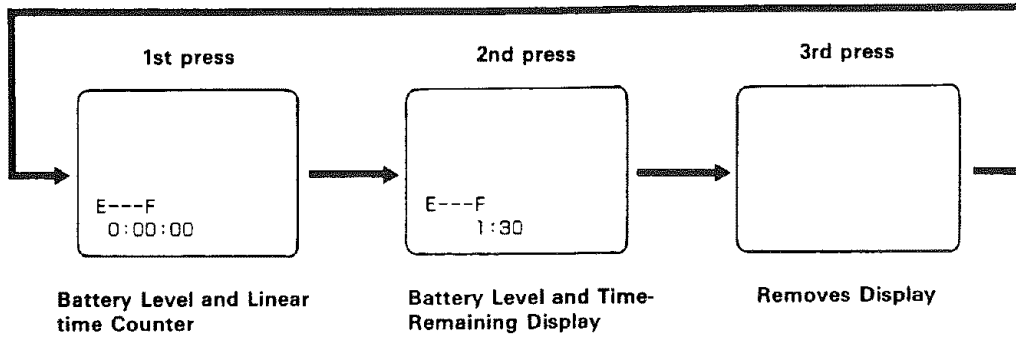 1st press
2nd press
3rd press
E---F
0:00:00
E---F
1:30
Battery Level and Linear
time Counter
Battery Level and Time-
Remaining Display
Removes Display